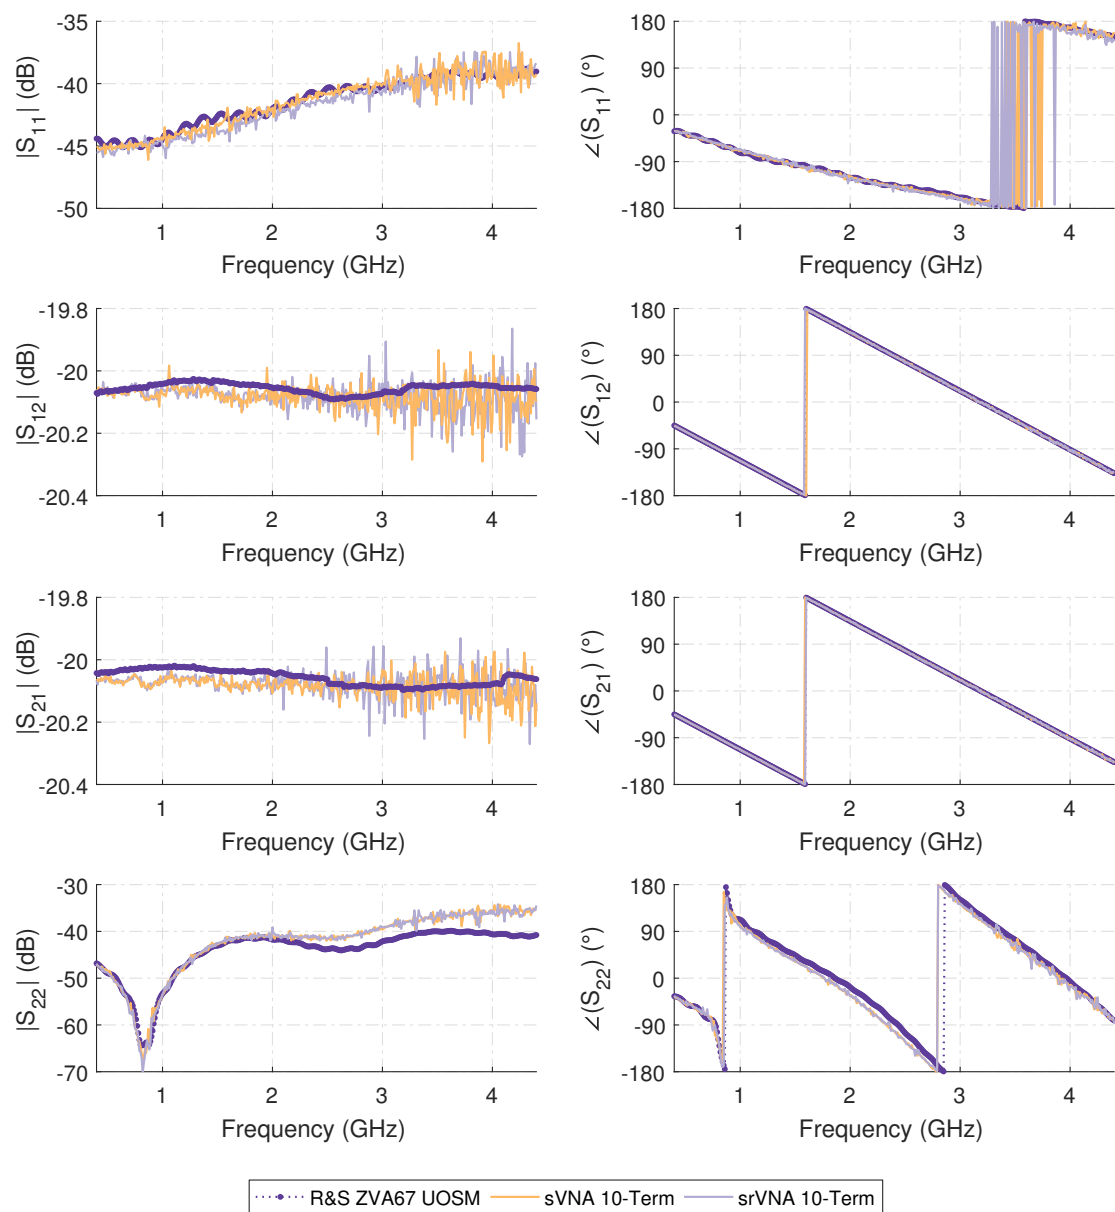 -35
-40
-45
-50
|S11| (dB)
1 2 3 4
Frequency (GHz)
180
90
0
-90
-180
∠(S11) (°)
1 2 3 4
Frequency (GHz)
-19.8
-20
-20.2
-20.4
|S12| (dB)
1 2 3 4
Frequency (GHz)
180
90
0
-90
-180
∠(S12) (°)
1 2 3 4
Frequency (GHz)
-19.8
-20
-20.2
-20.4
|S21| (dB)
1 2 3 4
Frequency (GHz)
180
90
0
-90
-180
∠(S21) (°)
1 2 3 4
Frequency (GHz)
-30
-40
-50
-60
-70
|S22| (dB)
1 2 3 4
Frequency (GHz)
180
90
0
-90
-180
∠(S22) (°)
1 2 3 4
Frequency (GHz)
R&S ZVA67 UOSM sVNA 10-Term srVNA 10-Term